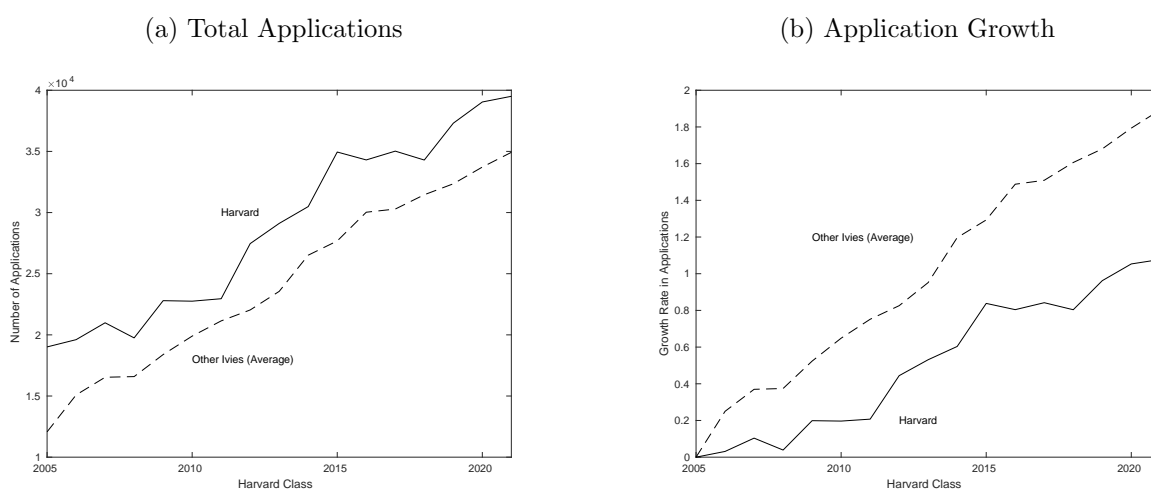 (a) Total Applications
×10^4
4
3.5
3
2.5
2
1.5
1
Number of Applications
Harvard
Other Ivies (Average)
2005 2010 2015 2020
Harvard Class
(b) Application Growth
2
1.8
1.6
1.4
1.2
1
0.8
0.6
0.4
0.2
0
Growth Rate in Applications
Other Ivies (Average)
Harvard
2005 2010 2015 2020
Harvard Class